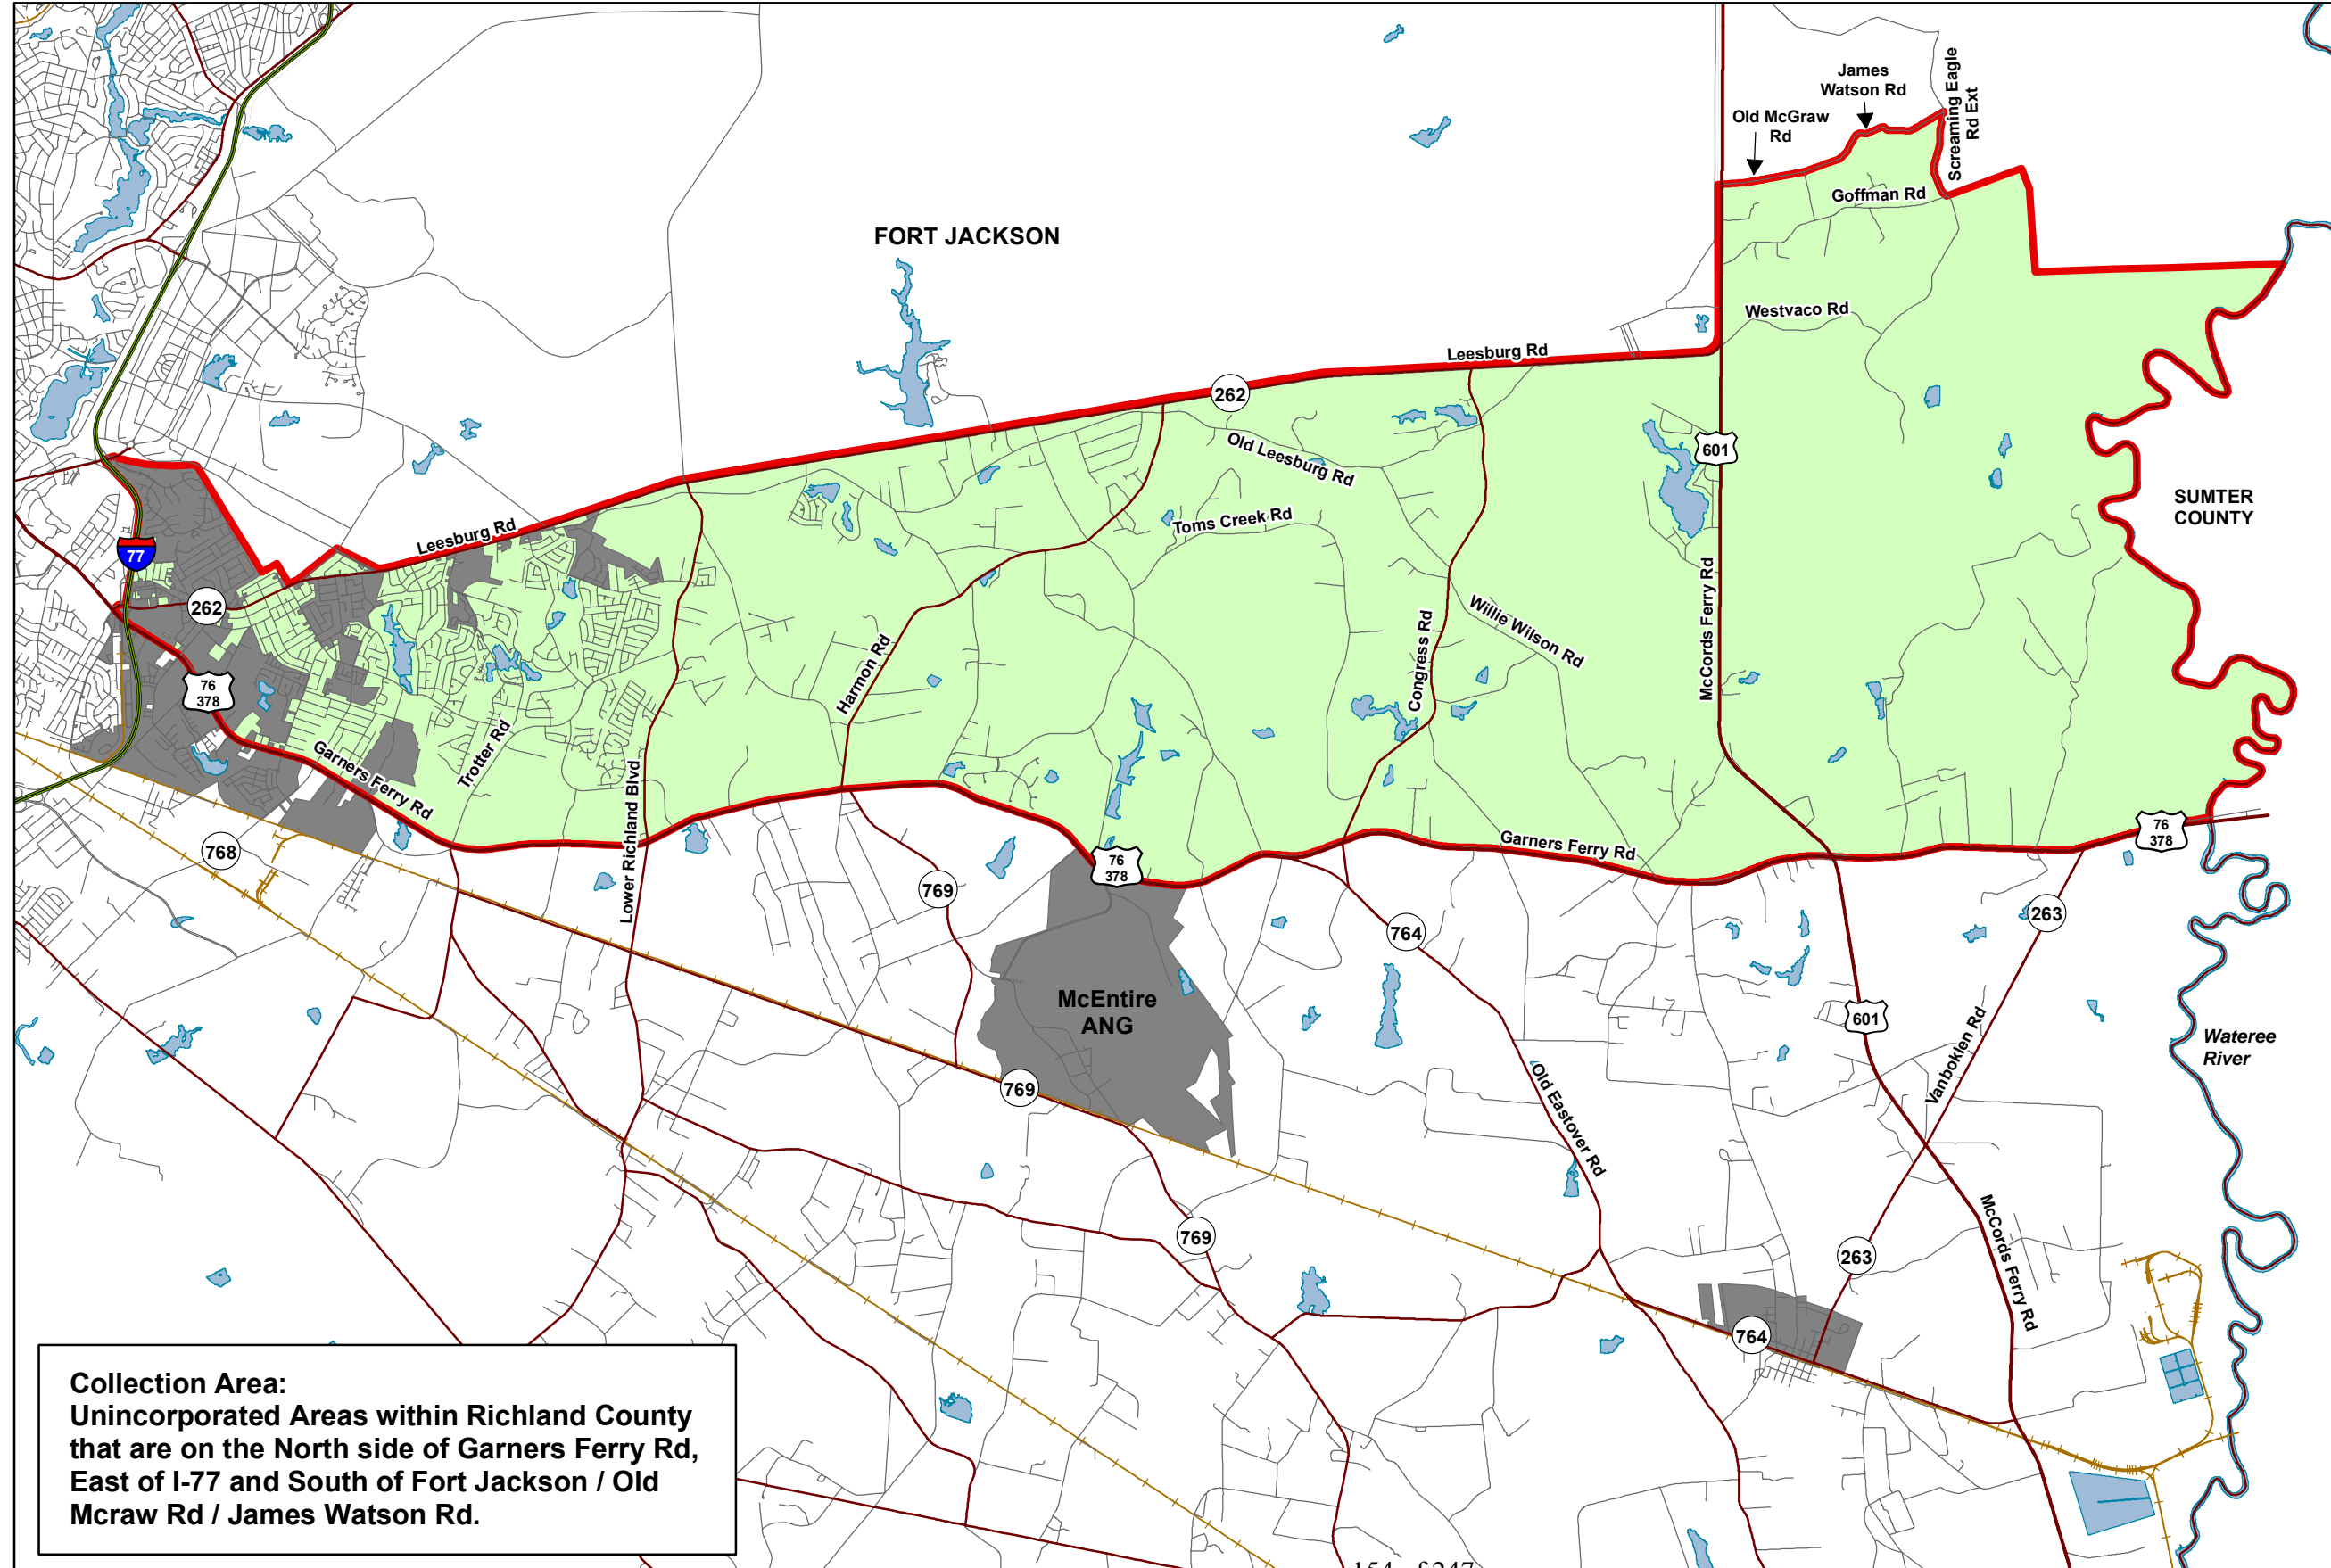 James
Watson Rd
Screaming Eagle
Rd Ext
Old McGraw
Rd
Goffman Rd
FORT JACKSON
Westvaco Rd
Leesburg Rd
262
Old Leesburg Rd
601
SUMTER
COUNTY
Toms Creek Rd
Leesburg Rd
77
262
McCords Ferry Rd
Willie Wilson Rd
Congress Rd
Harmon Rd
76
378
Trotter Rd
Garners Ferry Rd
Lower Richland Blvd
Garners Ferry Rd
76
378
76
378
768
769
764
263
McEntire
ANG
601
Vanboklen Rd
Wateree
River
769
Old Eastover Rd
769
263
McCords Ferry Rd
764
Collection Area:
Unincorporated Areas within Richland County
that are on the North side of Garners Ferry Rd,
East of I-77 and South of Fort Jackson / Old
Mcraw Rd / James Watson Rd.